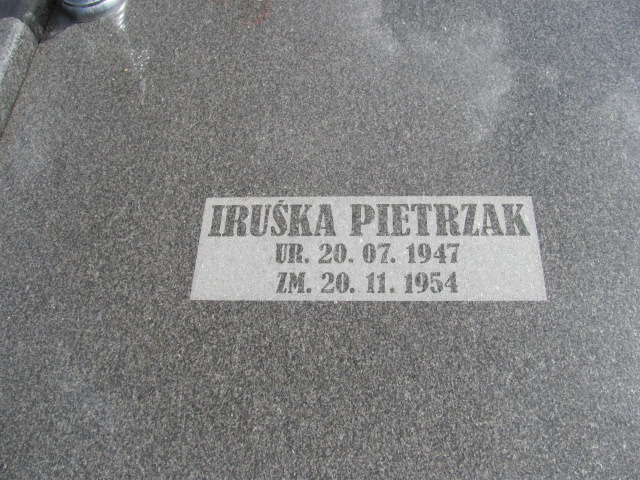 IRUŚKA PIETRZAK
UR. 20. 07. 1947
ZM. 20. 11. 1954